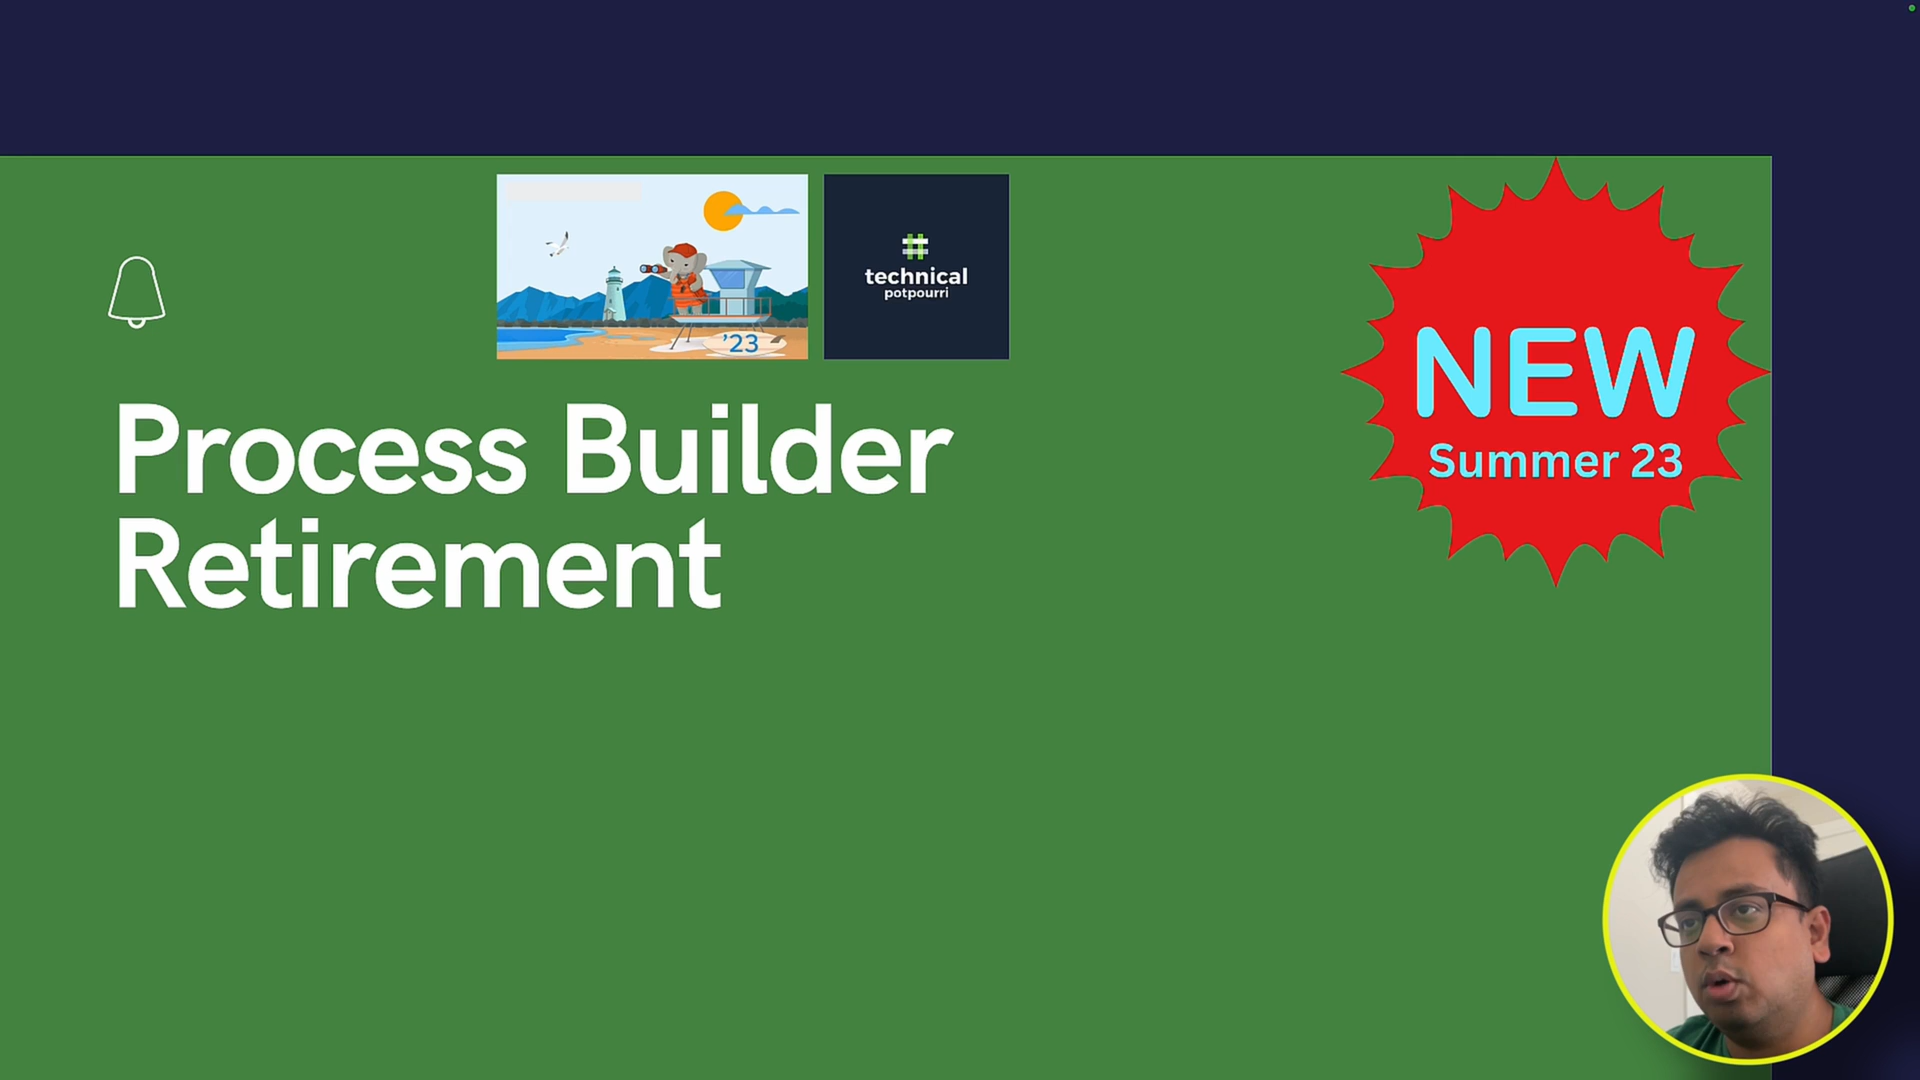 '23
#
technical
potpourri
NEW
Summer 23
Process Builder
Retirement